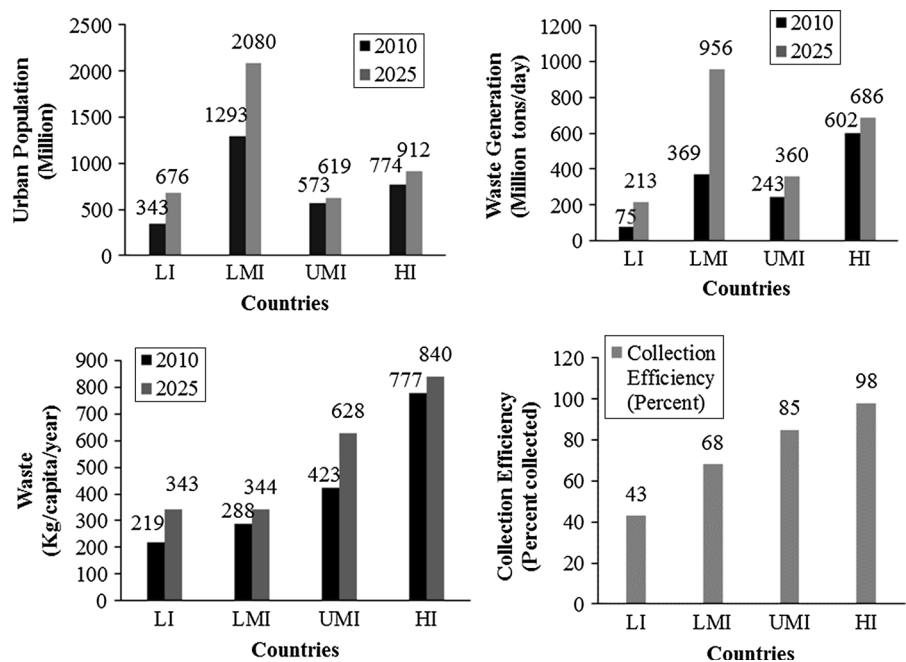 Urban Population
(Million)
2500
2000
1500
1000
500
0
2010
2025
343
676
1293
2080
573
619
774
912
LI
LMI
UMI
HI
Countries
Waste Generation
(Million tons/day)
1200
1000
800
600
400
200
0
2010
2025
75
213
369
956
243
360
602
686
LI
LMI
UMI
HI
Countries
Waste
(Kg/capita/year)
900
800
700
600
500
400
300
200
100
0
2010
2025
219
343
288
344
423
628
777
840
LI
LMI
UMI
HI
Countries
Collection Efficiency
(Percent collected)
120
100
80
60
40
20
0
Collection
Efficiency
(Percent)
43
68
85
98
LI
LMI
UMI
HI
Countries